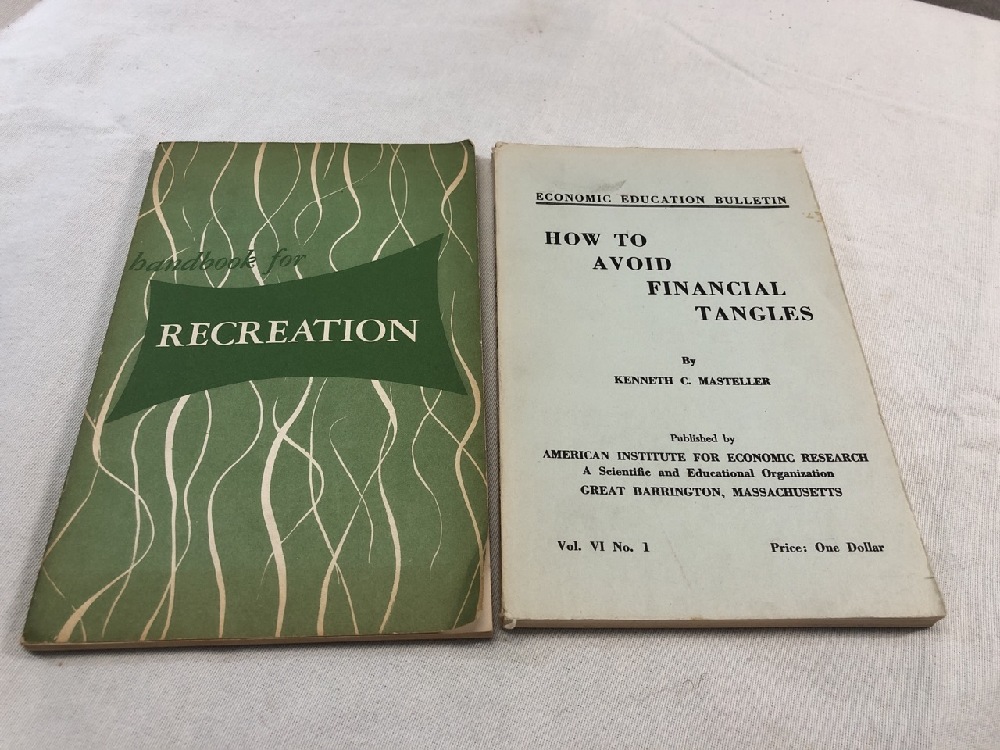 handbook for
RECREATION
ECONOMIC EDUCATION BULLETIN
HOW TO
AVOID
FINANCIAL
TANGLES
By
KENNETH C. MASTELLER
Published by
AMERICAN INSTITUTE FOR ECONOMIC RESEARCH
A Scientific and Educational Organization
GREAT BARRINGTON, MASSACHUSETTS
Vol. VI No. 1
Price: One Dollar